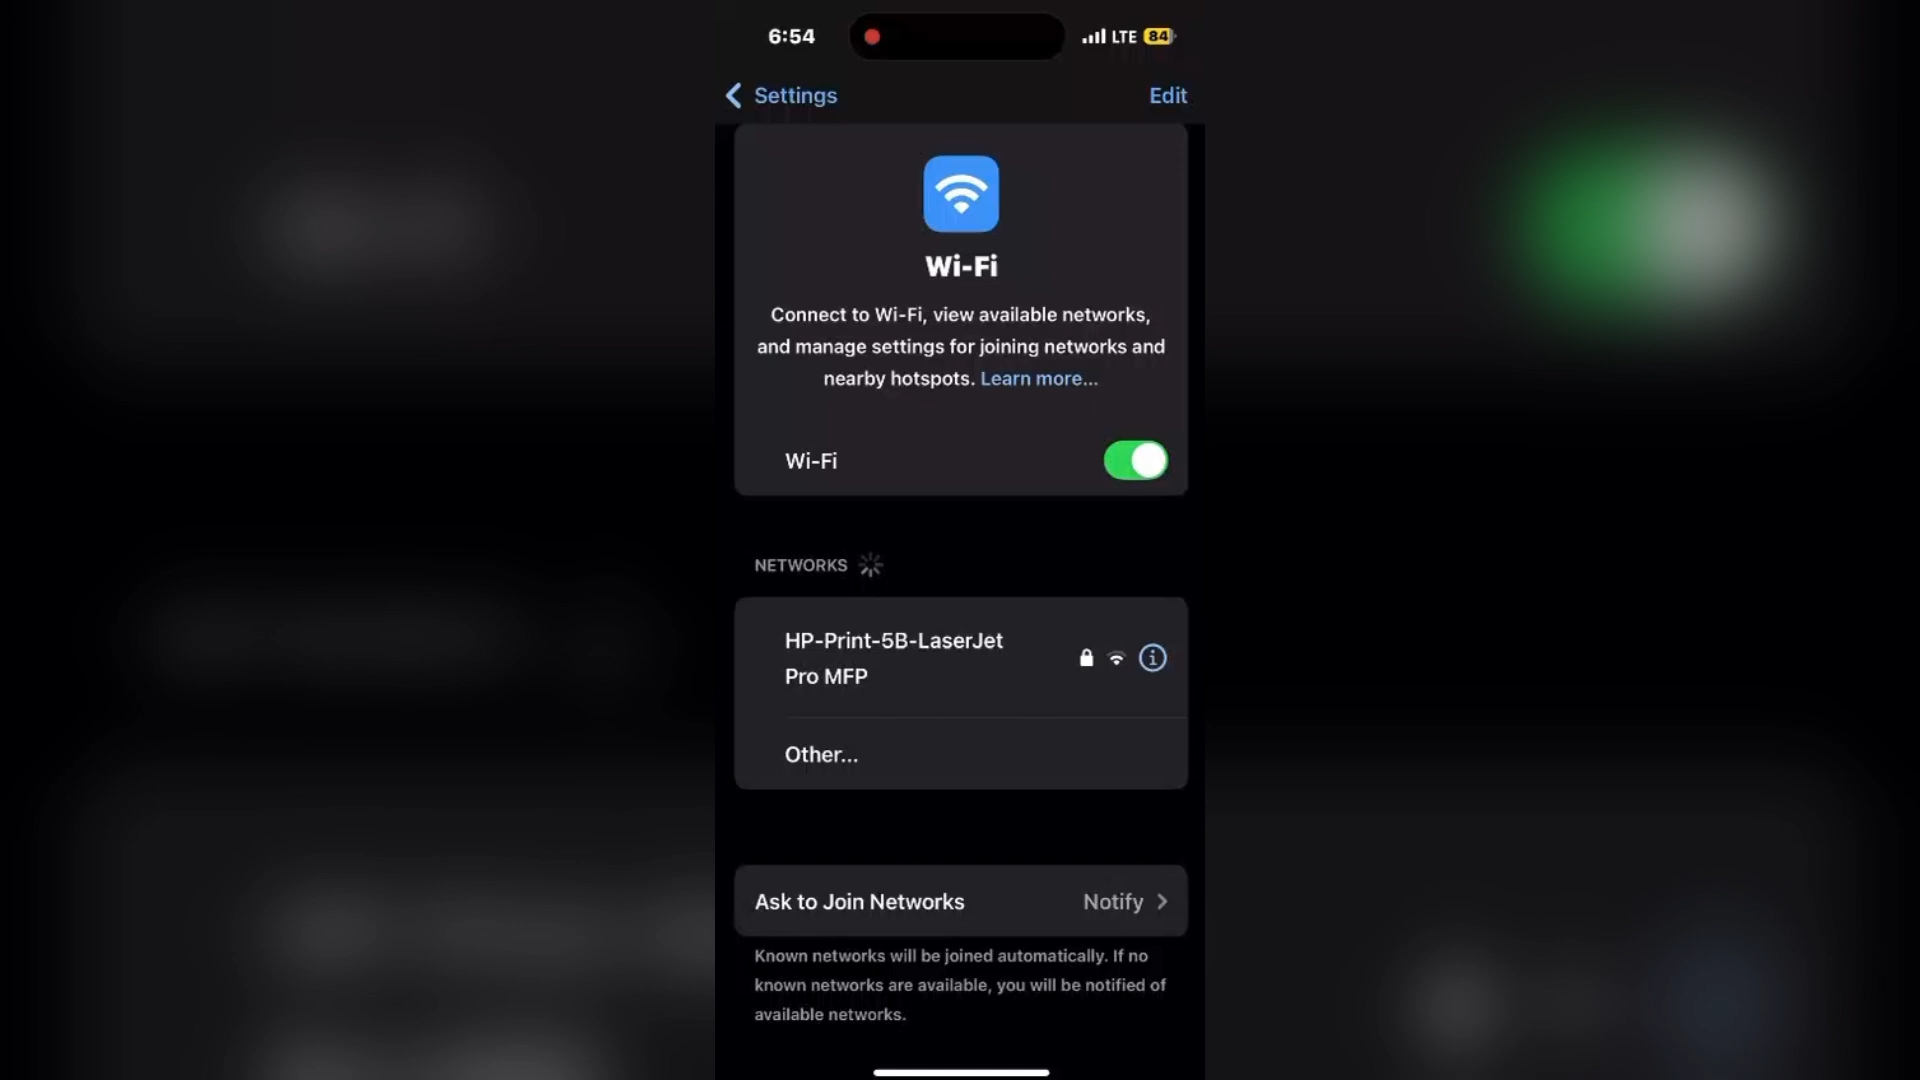 6:54
LTE 84
Settings
Edit
Wi-Fi
Connect to Wi-Fi, view available networks,
and manage settings for joining networks and
nearby hotspots. Learn more...
Wi-Fi
NETWORKS
HP-Print-5B-LaserJet
Pro MFP
Other...
Ask to Join Networks
Notify
Known networks will be joined automatically. If no
known networks are available, you will be notified of
available networks.